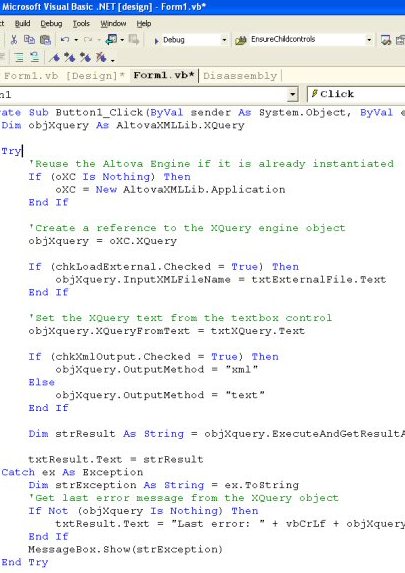 Microsoft Visual Basic .NET [design] - Form1.vb*
ct Build Debug Tools Window Help
Debug EnsureChildcontrols
Form1.vb [Design]* Form1.vb* Disassembly
n1 Click
ate Sub Button1_Click(ByVal sender As System.Object, ByVal e
Dim objXquery As AltovaXMLLib.XQuery
Try
'Reuse the Altova Engine if it is already instantiated
If (oXC Is Nothing) Then
oXC = New AltovaXMLLib.Application
End If
'Create a reference to the XQuery engine object
objXquery = oXC.XQuery
If (chkLoadExternal.Checked = True) Then
objXquery.InputXMLFileName = txtExternalFile.Text
End If
'Set the XQuery text from the textbox control
objXquery.XQueryFromText = txtXQuery.Text
If (chkXmlOutput.Checked = True) Then
objXquery.OutputMethod = "xml"
Else
objXquery.OutputMethod = "text"
End If
Dim strResult As String = objXquery.ExecuteAndGetResultA
txtResult.Text = strResult
Catch ex As Exception
Dim strException As String = ex.ToString
'Get last error message from the XQuery object
If Not (objXquery Is Nothing) Then
txtResult.Text = "Last error: " + vbCrLf + objXquery
End If
MessageBox.Show(strException)
End Try